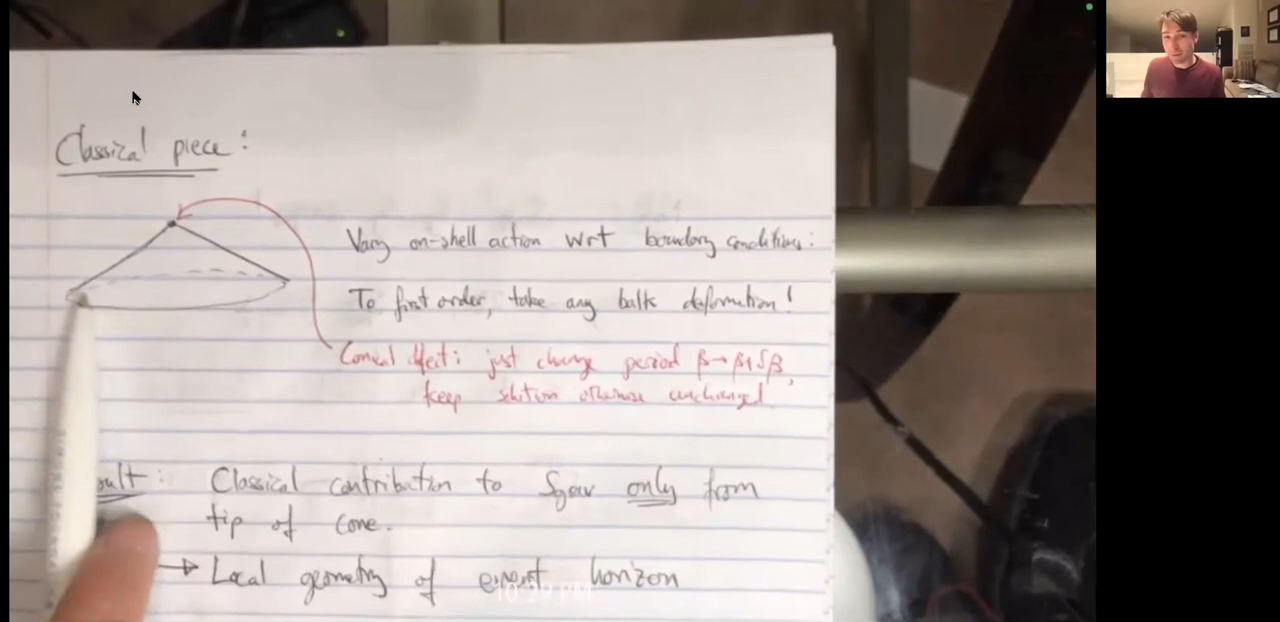 Classical piece:
Vary on-shell action wrt boundary conditions:
To first order, take any bulk deformation!
Conical defect: just change period β→β+δβ,
keep solution otherwise unchanged
Classical contribution to Sgrav only from
tip of cone.
→ Local geometry of event horizon